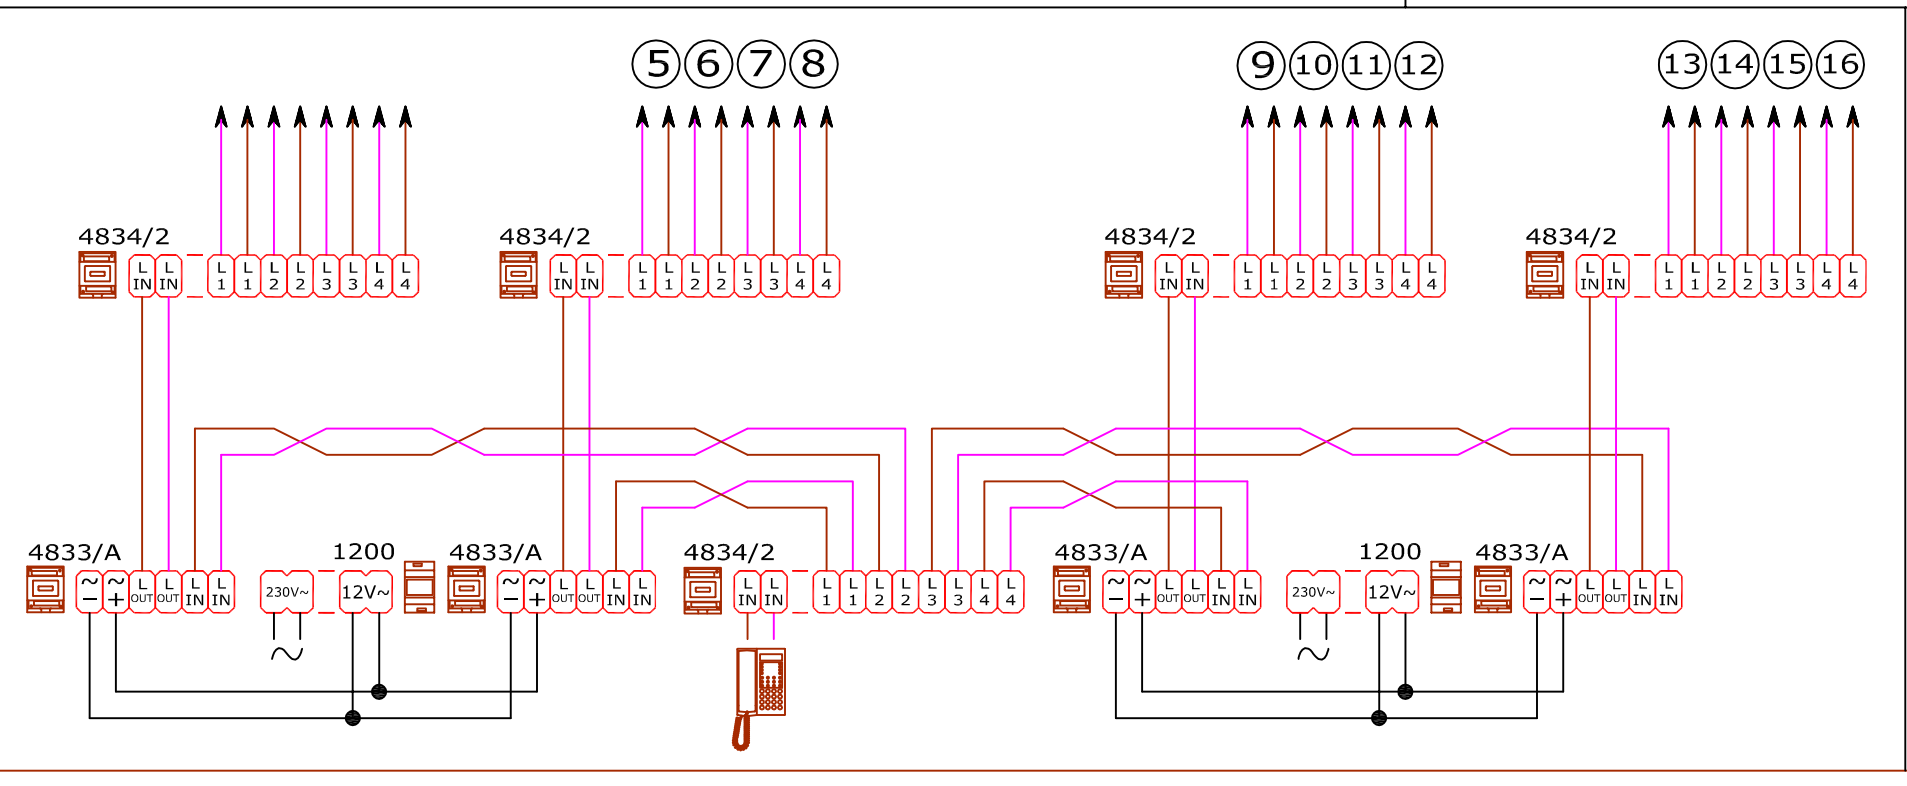 5 6 7 8 9 10 11 12 13 14 15 16
4834/2 4834/2 4834/2 4834/2
L L L L L L L L L L L L L L L L L L L L L L L L L L L L L L L L L L L L L L L L
IN IN 1 1 2 2 3 3 4 4 IN IN 1 1 2 2 3 3 4 4 IN IN 1 1 2 2 3 3 4 4 IN IN 1 1 2 2 3 3 4 4
4833/A 1200 4833/A 4834/2 4833/A 1200 4833/A
~ ~ L L L L ~ ~ L L L L L L L L L L L L L L ~ ~ L L L L ~ ~ L L L L
− + OUT OUT IN IN 230V~ 12V~ − + OUT OUT IN IN IN IN 1 1 2 2 3 3 4 4 − + OUT OUT IN IN 230V~ 12V~ − + OUT OUT IN IN
~ ~